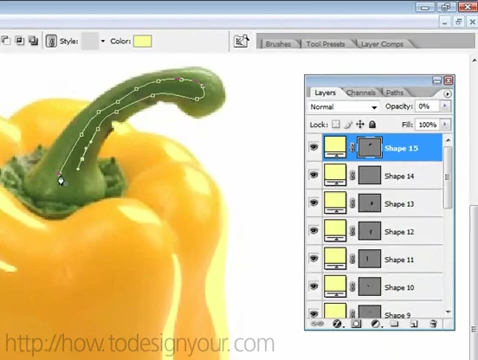 Style:
Color:
Brushes
Tool Presets
Layer Comps
Layers
Channels
Paths
Normal
Opacity: 0%
Lock:
Fill: 100%
Shape 15
Shape 14
Shape 13
Shape 12
Shape 11
Shape 10
Shape 9
http://how.todesignyour.com